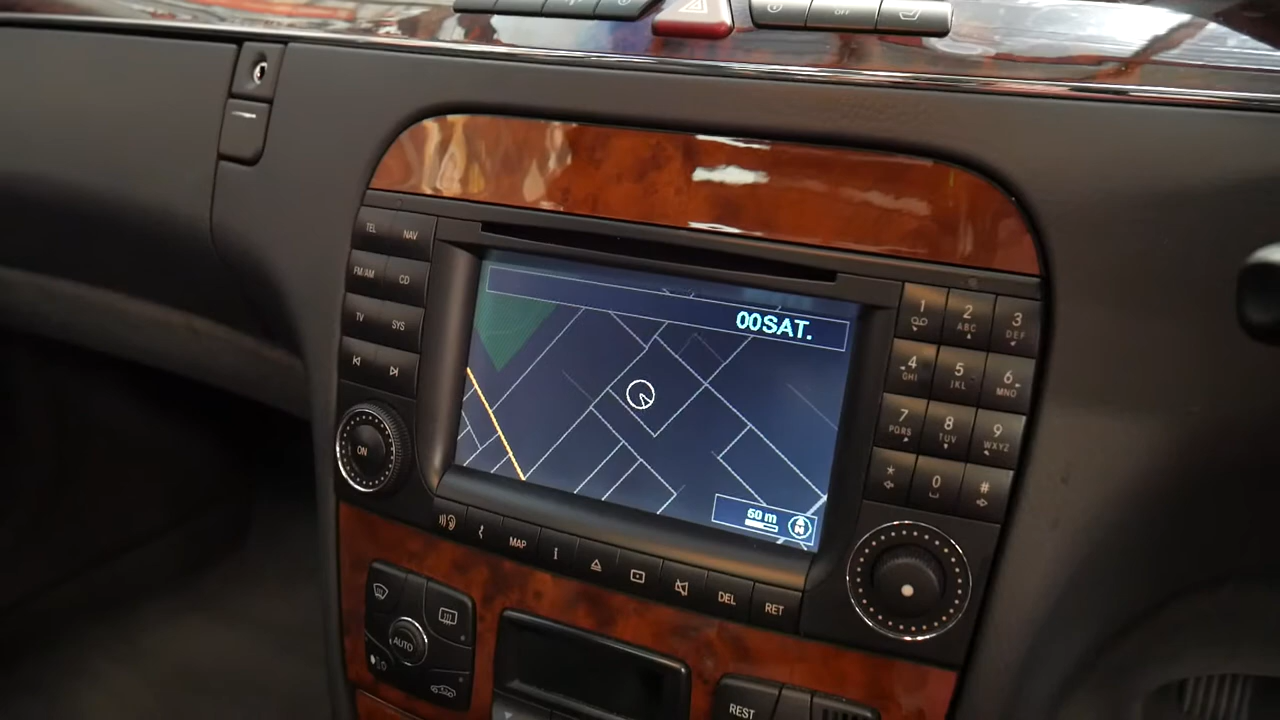 OFF
TEL NAV
FM/AM CD
TV SYS
ON
00SAT.
50 m
N
1
2 ABC
3 DEF
4 GHI
5 JKL
6 MNO
7 PQRS
8 TUV
9 WXYZ
* 0 #
MAP i DEL RET
AUTO
REST